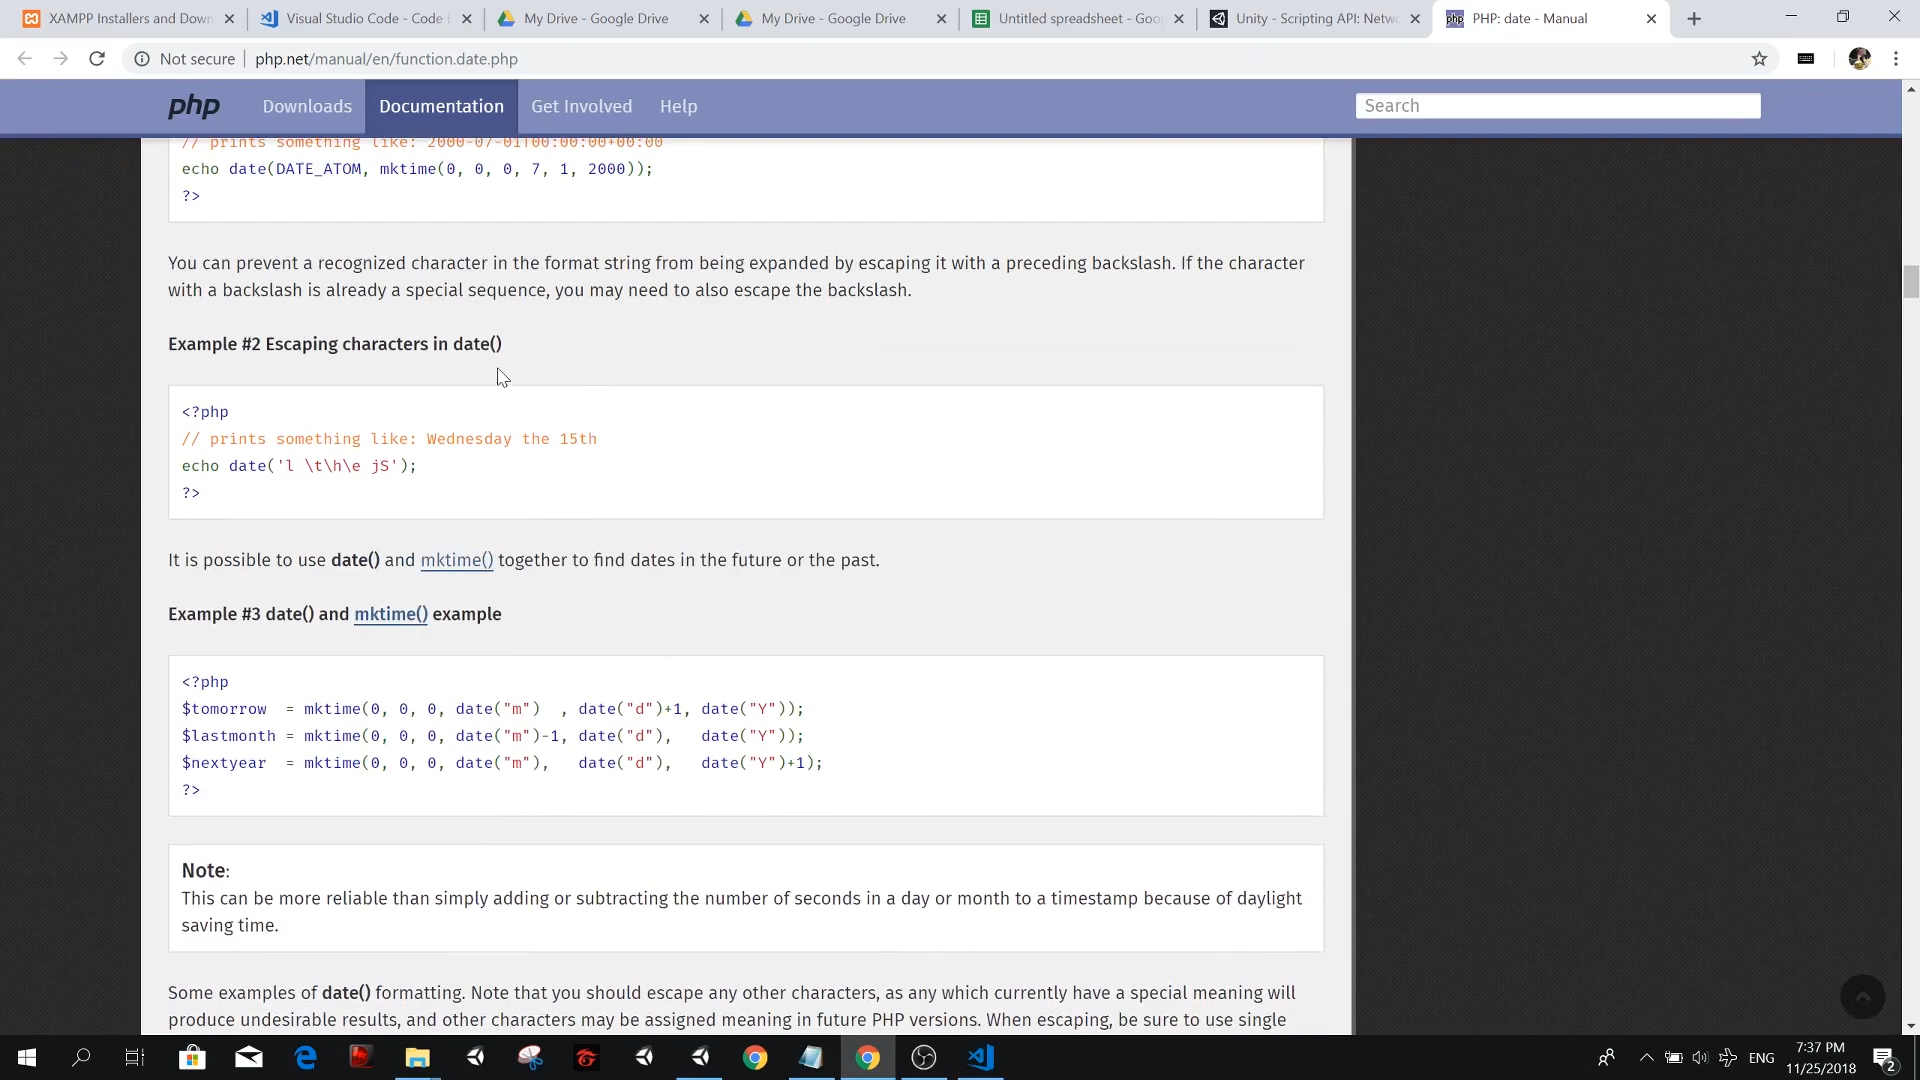 XAMPP Installers and Down
Visual Studio Code - Code E
My Drive - Google Drive
My Drive - Google Drive
Untitled spreadsheet - Goo
Unity - Scripting API: Netwo
PHP: date - Manual
Not secure | php.net/manual/en/function.date.php
php Downloads Documentation Get Involved Help Search
// prints something like: 2000-07-01T00:00:00+00:00
echo date(DATE_ATOM, mktime(0, 0, 0, 7, 1, 2000));
?>
You can prevent a recognized character in the format string from being expanded by escaping it with a preceding backslash. If the character
with a backslash is already a special sequence, you may need to also escape the backslash.
Example #2 Escaping characters in date()
<?php
// prints something like: Wednesday the 15th
echo date('l \t\h\e jS');
?>
It is possible to use date() and mktime() together to find dates in the future or the past.
Example #3 date() and mktime() example
<?php
$tomorrow  = mktime(0, 0, 0, date("m")  , date("d")+1, date("Y"));
$lastmonth = mktime(0, 0, 0, date("m")-1, date("d"),   date("Y"));
$nextyear  = mktime(0, 0, 0, date("m"),   date("d"),   date("Y")+1);
?>
Note:
This can be more reliable than simply adding or subtracting the number of seconds in a day or month to a timestamp because of daylight
saving time.
Some examples of date() formatting. Note that you should escape any other characters, as any which currently have a special meaning will
produce undesirable results, and other characters may be assigned meaning in future PHP versions. When escaping, be sure to use single
ENG
7:37 PM
11/25/2018
2